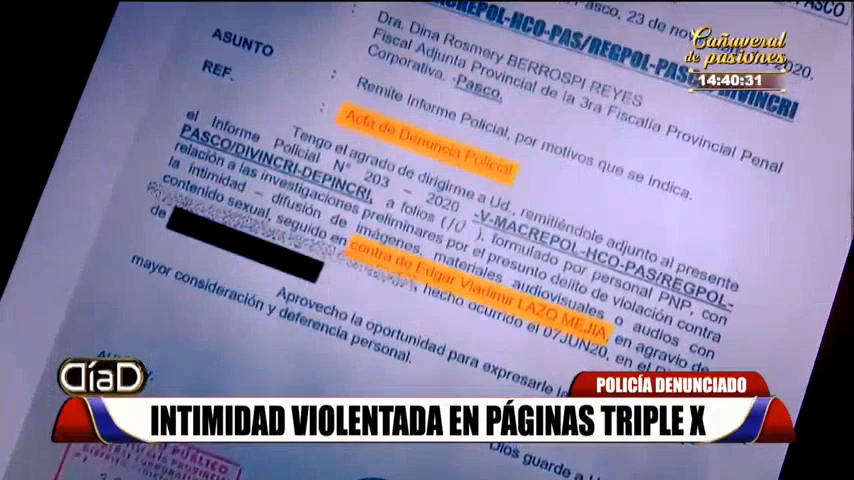 PASCO
Pasco, 23 de nov
2020.
MACREPOL-HCO-PAS/REGPOL-PASCO/DIVINCRI
Cañaveral
de pasiones
14:40:31
Dra. Dina Rosmery BERROSPI REYES
Fiscal Adjunta Provincial de la 3ra Fiscalía Provincial Penal
Corporativa. -Pasco.
ASUNTO
:
Remite Informe Policial, por motivos que se indica.
REF.
:
Acta de Denuncia Policial
Tengo el agrado de dirigirme a Ud., remitiéndole adjunto al presente
el Informe Policial N° 203 – 2020 -V-MACREPOL-HCO-PAS/REGPOL-
PASCO/DIVINCRI-DEPINCRI, a folios (10), formulado por personal PNP, con
relación a las investigaciones preliminares por el presunto delito de violación contra
la intimidad – difusión de imágenes, materiales audiovisuales o audios con
contenido sexual, seguido en contra de Edgar Vladimir LAZO MEJIA, en agravio de
de
hecho ocurrido el 07JUN20, en el
Aprovecho la oportunidad para expresarle la
mayor consideración y deferencia personal.
DíaD
POLICÍA DENUNCIADO
INTIMIDAD VIOLENTADA EN PÁGINAS TRIPLE X
Dios guarde a
PÚBLICO